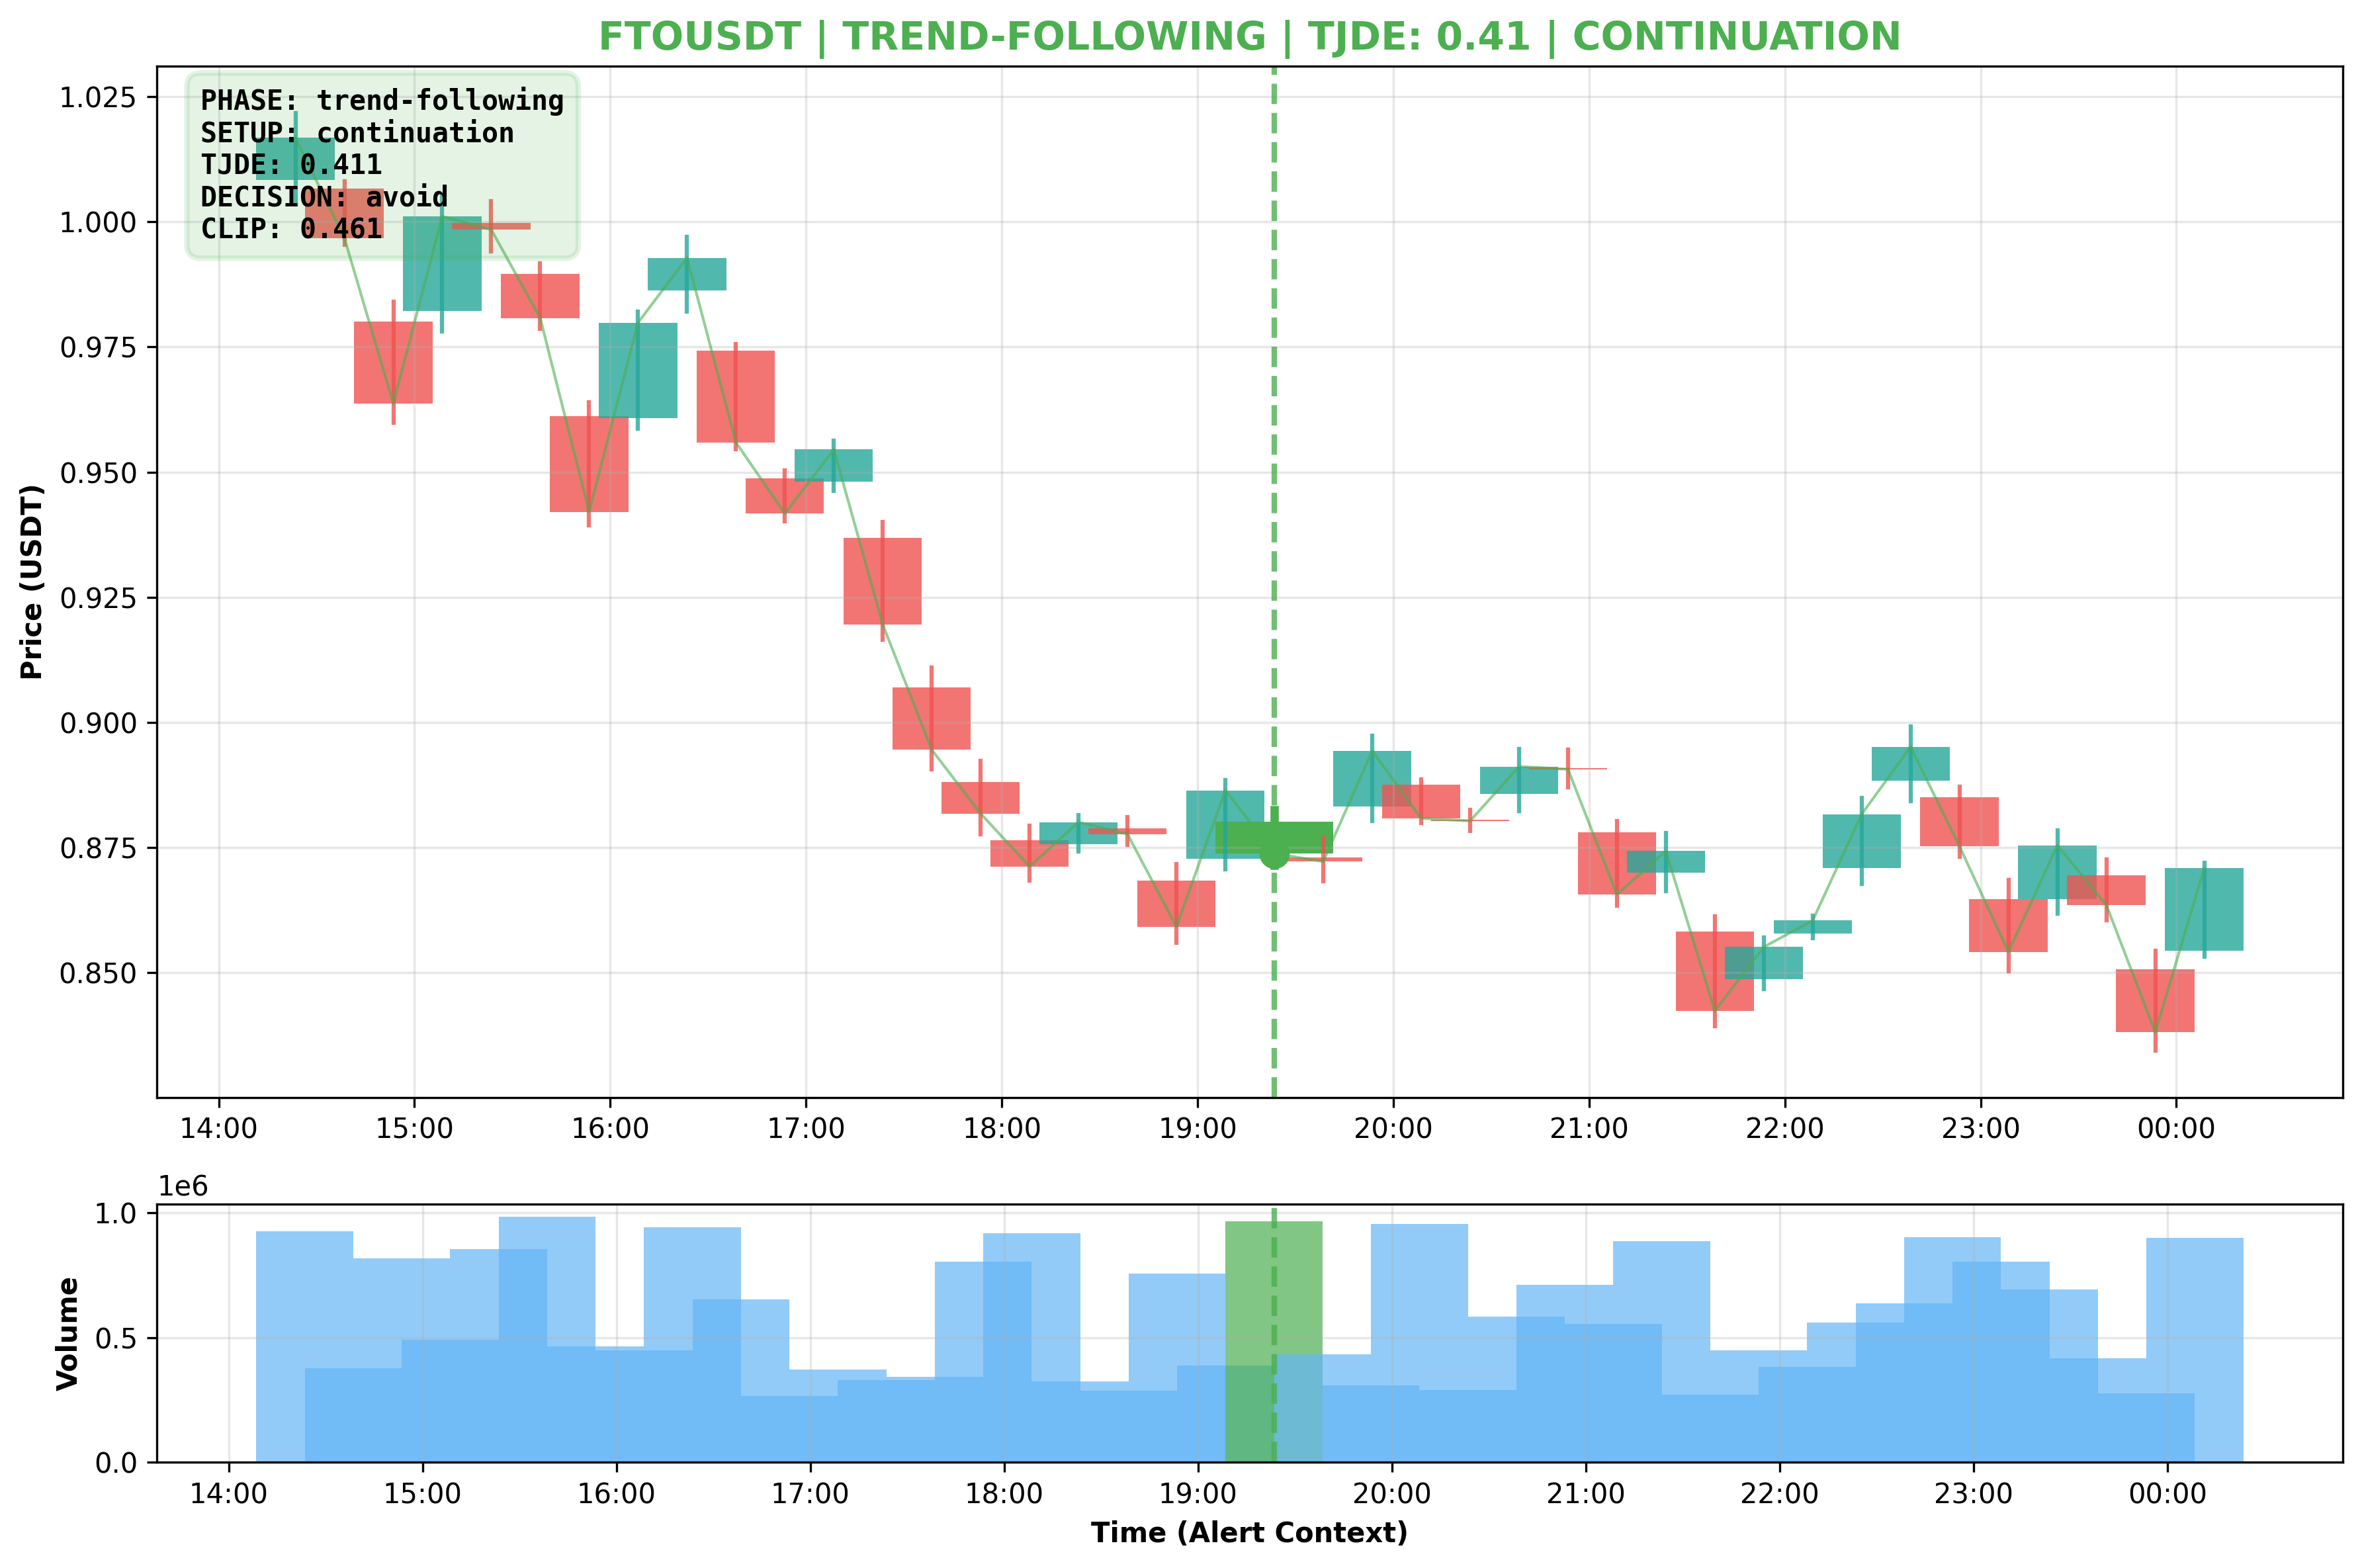 FTOUSDT | TREND-FOLLOWING | TJDE: 0.41 | CONTINUATION
PHASE: trend-following
SETUP: continuation
TJDE: 0.411
DECISION: avoid
CLIP: 0.461
Price (USDT)
1.025
1.000
0.975
0.950
0.925
0.900
0.875
0.850
14:00 15:00 16:00 17:00 18:00 19:00 20:00 21:00 22:00 23:00 00:00
1e6
Volume
1.0
0.5
0.0
14:00 15:00 16:00 17:00 18:00 19:00 20:00 21:00 22:00 23:00 00:00
Time (Alert Context)